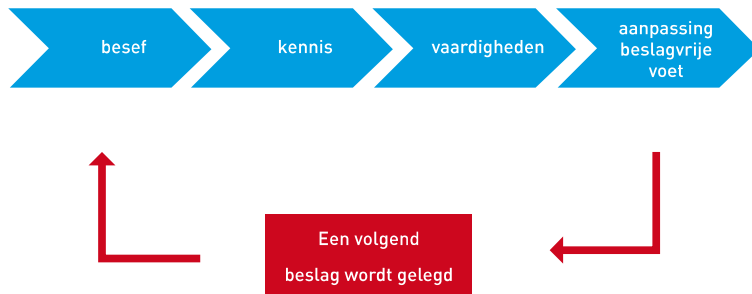 besef
kennis
vaardigheden
aanpassing
beslagvrije
voet
Een volgend
beslag wordt gelegd